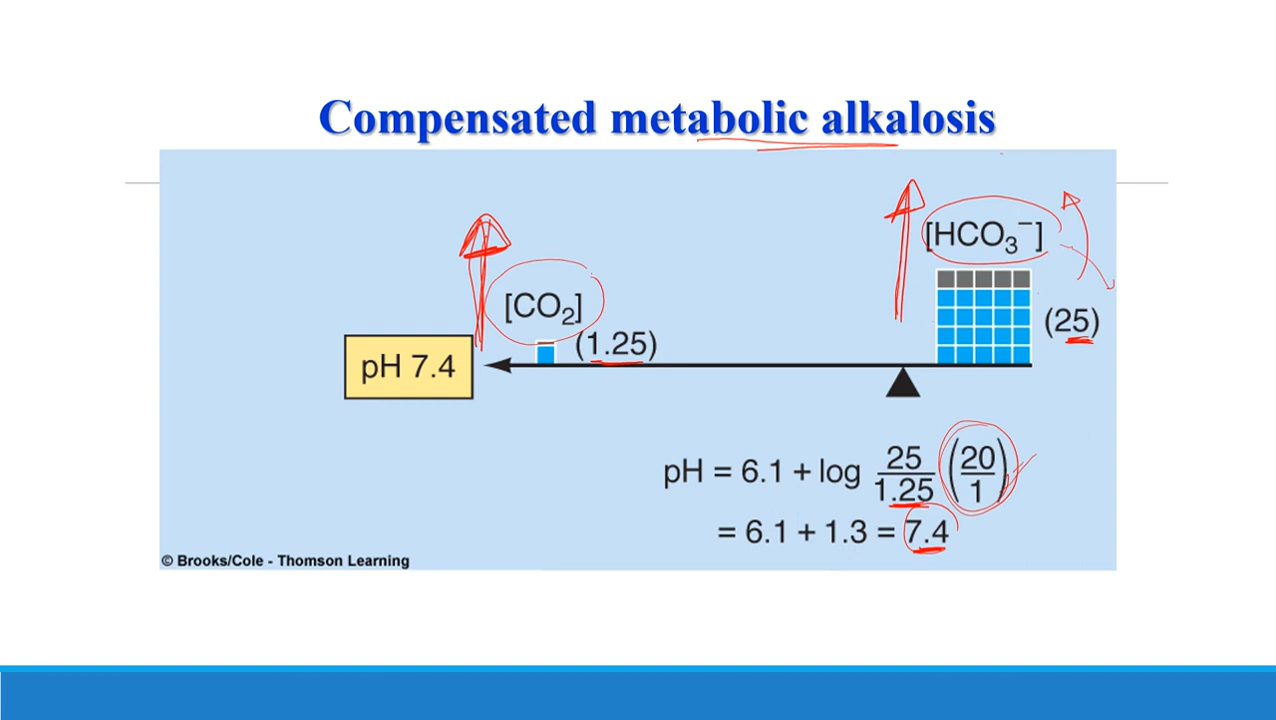 Compensated metabolic alkalosis
[HCO₃⁻]
[CO₂]
(25)
(1.25)
pH 7.4
pH = 6.1 + log 25/1.25 (20/1)
= 6.1 + 1.3 = 7.4
© Brooks/Cole - Thomson Learning